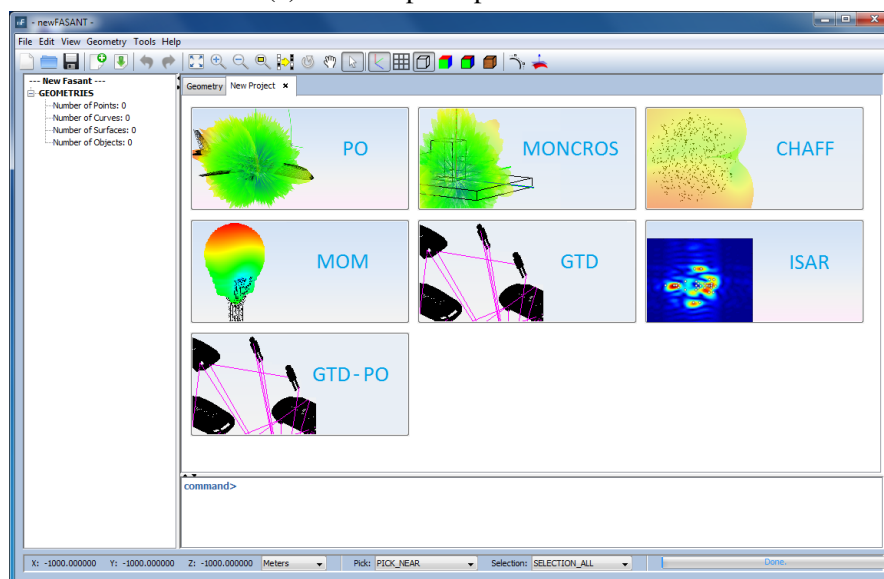 - newFASANT -
File Edit View Geometry Tools Help
--- New Fasant ---
GEOMETRIES
Number of Points: 0
Number of Curves: 0
Number of Surfaces: 0
Number of Objects: 0
Geometry New Project
PO MONCROS CHAFF
MOM GTD ISAR
GTD-PO
command>
X: -1000.000000 Y: -1000.000000 Z: -1000.000000 Meters Pick: PICK_NEAR Selection: SELECTION_ALL Done.